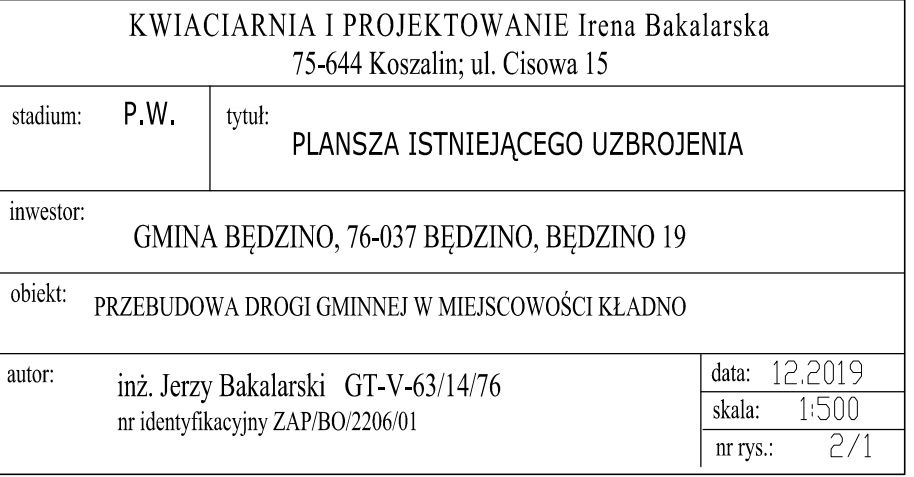 KWIACIARNIA I PROJEKTOWANIE Irena Bakalarska
75-644 Koszalin; ul. Cisowa 15
stadium: P.W.
tytuł:
PLANSZA ISTNIEJĄCEGO UZBROJENIA
inwestor:
GMINA BĘDZINO, 76-037 BĘDZINO, BĘDZINO 19
obiekt: PRZEBUDOWA DROGI GMINNEJ W MIEJSCOWOŚCI KŁADNO
autor: inż. Jerzy Bakalarski GT-V-63/14/76
nr identyfikacyjny ZAP/BO/2206/01
data: 12.2019
skala: 1:500
nr rys.: 2/1